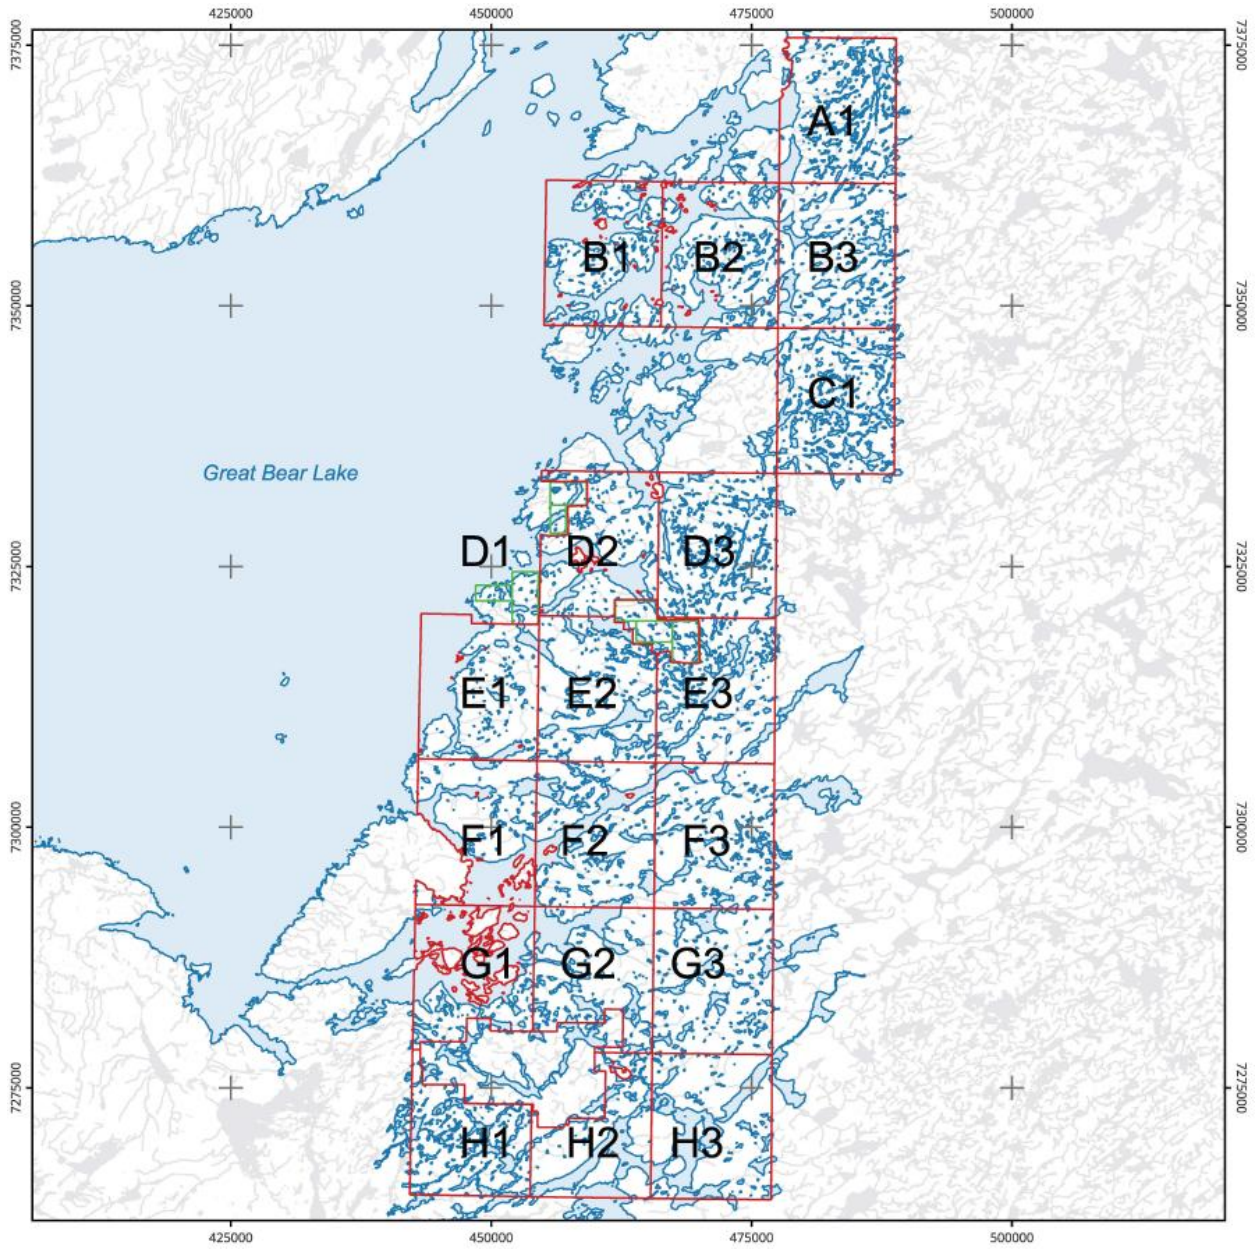 425000 450000 475000 500000
7375000 7375000
A1
B1 B2 B3
7350000 7350000
C1
Great Bear Lake
D1 D2 D3
7325000 7325000
E1 E2 E3
7300000 7300000
F1 F2 F3
G1 G2 G3
7275000 7275000
H1 H2 H3
425000 450000 475000 500000